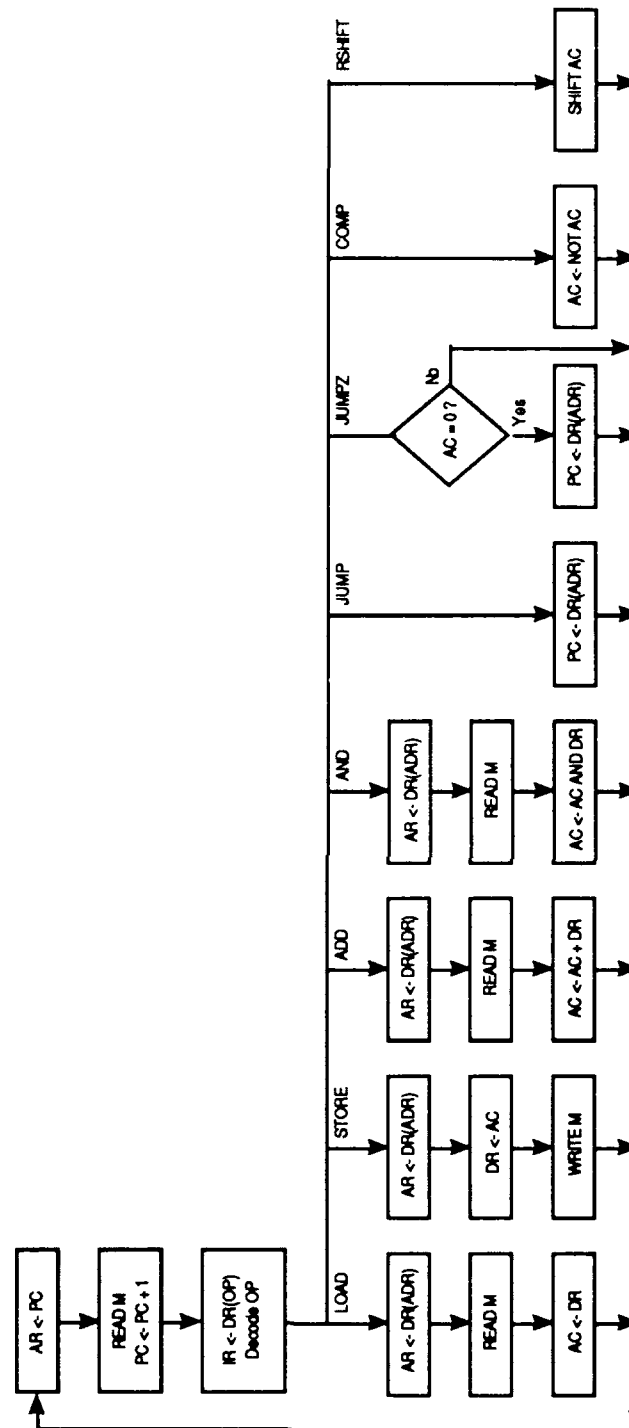 AR <- PC
READ M
PC <- PC + 1
IR <- DR(OP)
Decode OP
LOAD
STORE
ADD
AND
JUMP
JUMPZ
COMP
RSHIFT
AR <- DR(ADR)
AR <- DR(ADR)
AR <- DR(ADR)
AR <- DR(ADR)
AC = 0 ?
No
Yes
READ M
DR <- AC
READ M
READ M
AC <- DR
WRITE M
AC <- AC + DR
AC <- AC AND DR
PC <- DR(ADR)
PC <- DR(ADR)
AC <- NOT AC
SHIFT AC